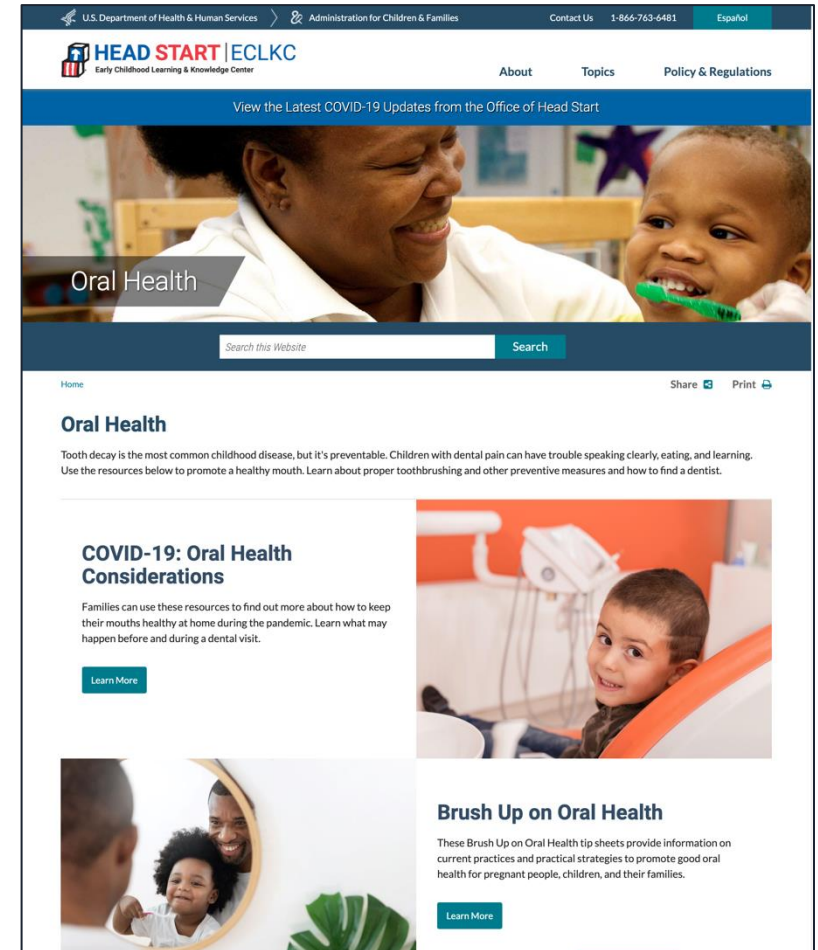 U.S. Department of Health & Human Services
Administration for Children & Families
Contact Us
1-866-763-6481
Español
HEAD START | ECLKC
Early Childhood Learning & Knowledge Center
About
Topics
Policy & Regulations
View the Latest COVID-19 Updates from the Office of Head Start
Oral Health
Search this Website
Search
Home
Share
Print
Oral Health
Tooth decay is the most common childhood disease, but it's preventable. Children with dental pain can have trouble speaking clearly, eating, and learning.
Use the resources below to promote a healthy mouth. Learn about proper toothbrushing and other preventive measures and how to find a dentist.
COVID-19: Oral Health
Considerations
Families can use these resources to find out more about how to keep
their mouths healthy at home during the pandemic. Learn what may
happen before and during a dental visit.
Learn More
Brush Up on Oral Health
These Brush Up on Oral Health tip sheets provide information on
current practices and practical strategies to promote good oral
health for pregnant people, children, and their families.
Learn More